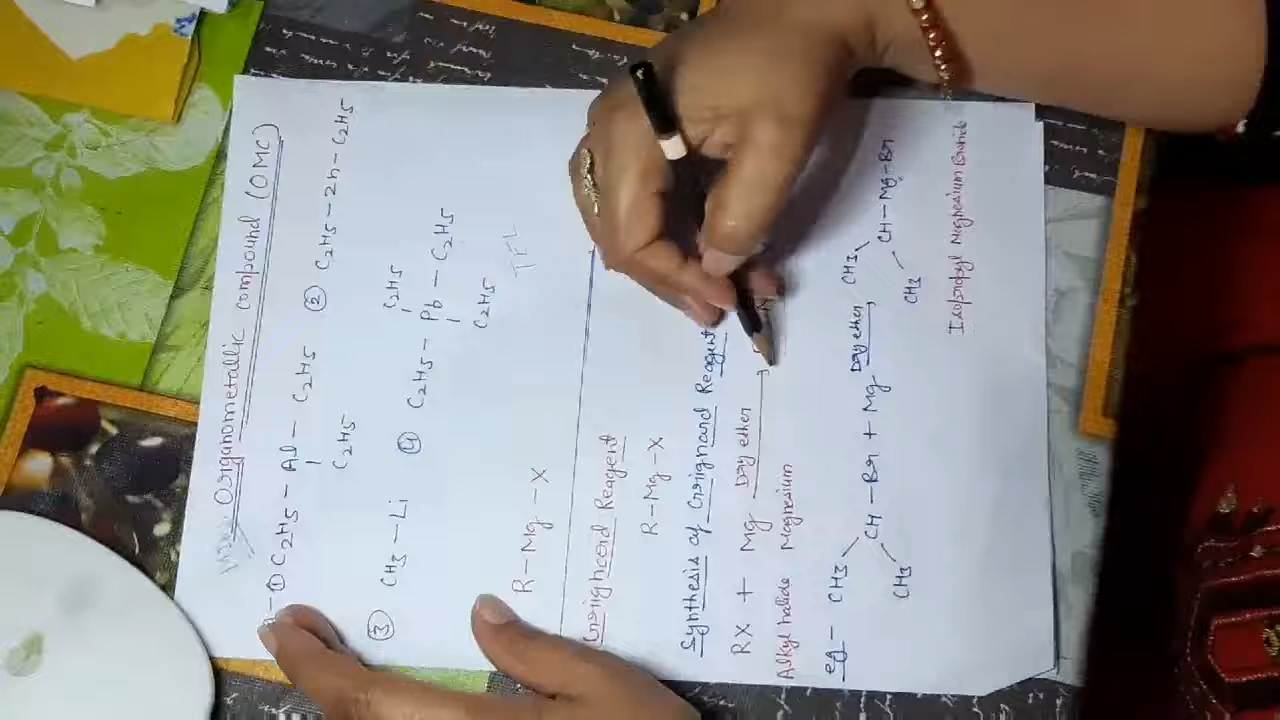 Organometallic compound (OMC)
① C2H5 - Al - C2H5 ② C2H5 - Zn - C2H5
C2H5
③ CH3 - Li ④ C2H5 - Pb - C2H5
C2H5
C2H5
TEL
R - Mg - X
Reagent
R - Mg - X
Synthesis of Grignard Reagent
RX + Mg Dry ether
Alkyl halide Magnesium
eg - CH3
CH - Br + Mg Dry ether
CH3
CH3
CH - Mg - Br
CH3
Isopropyl Magnesium Bromide